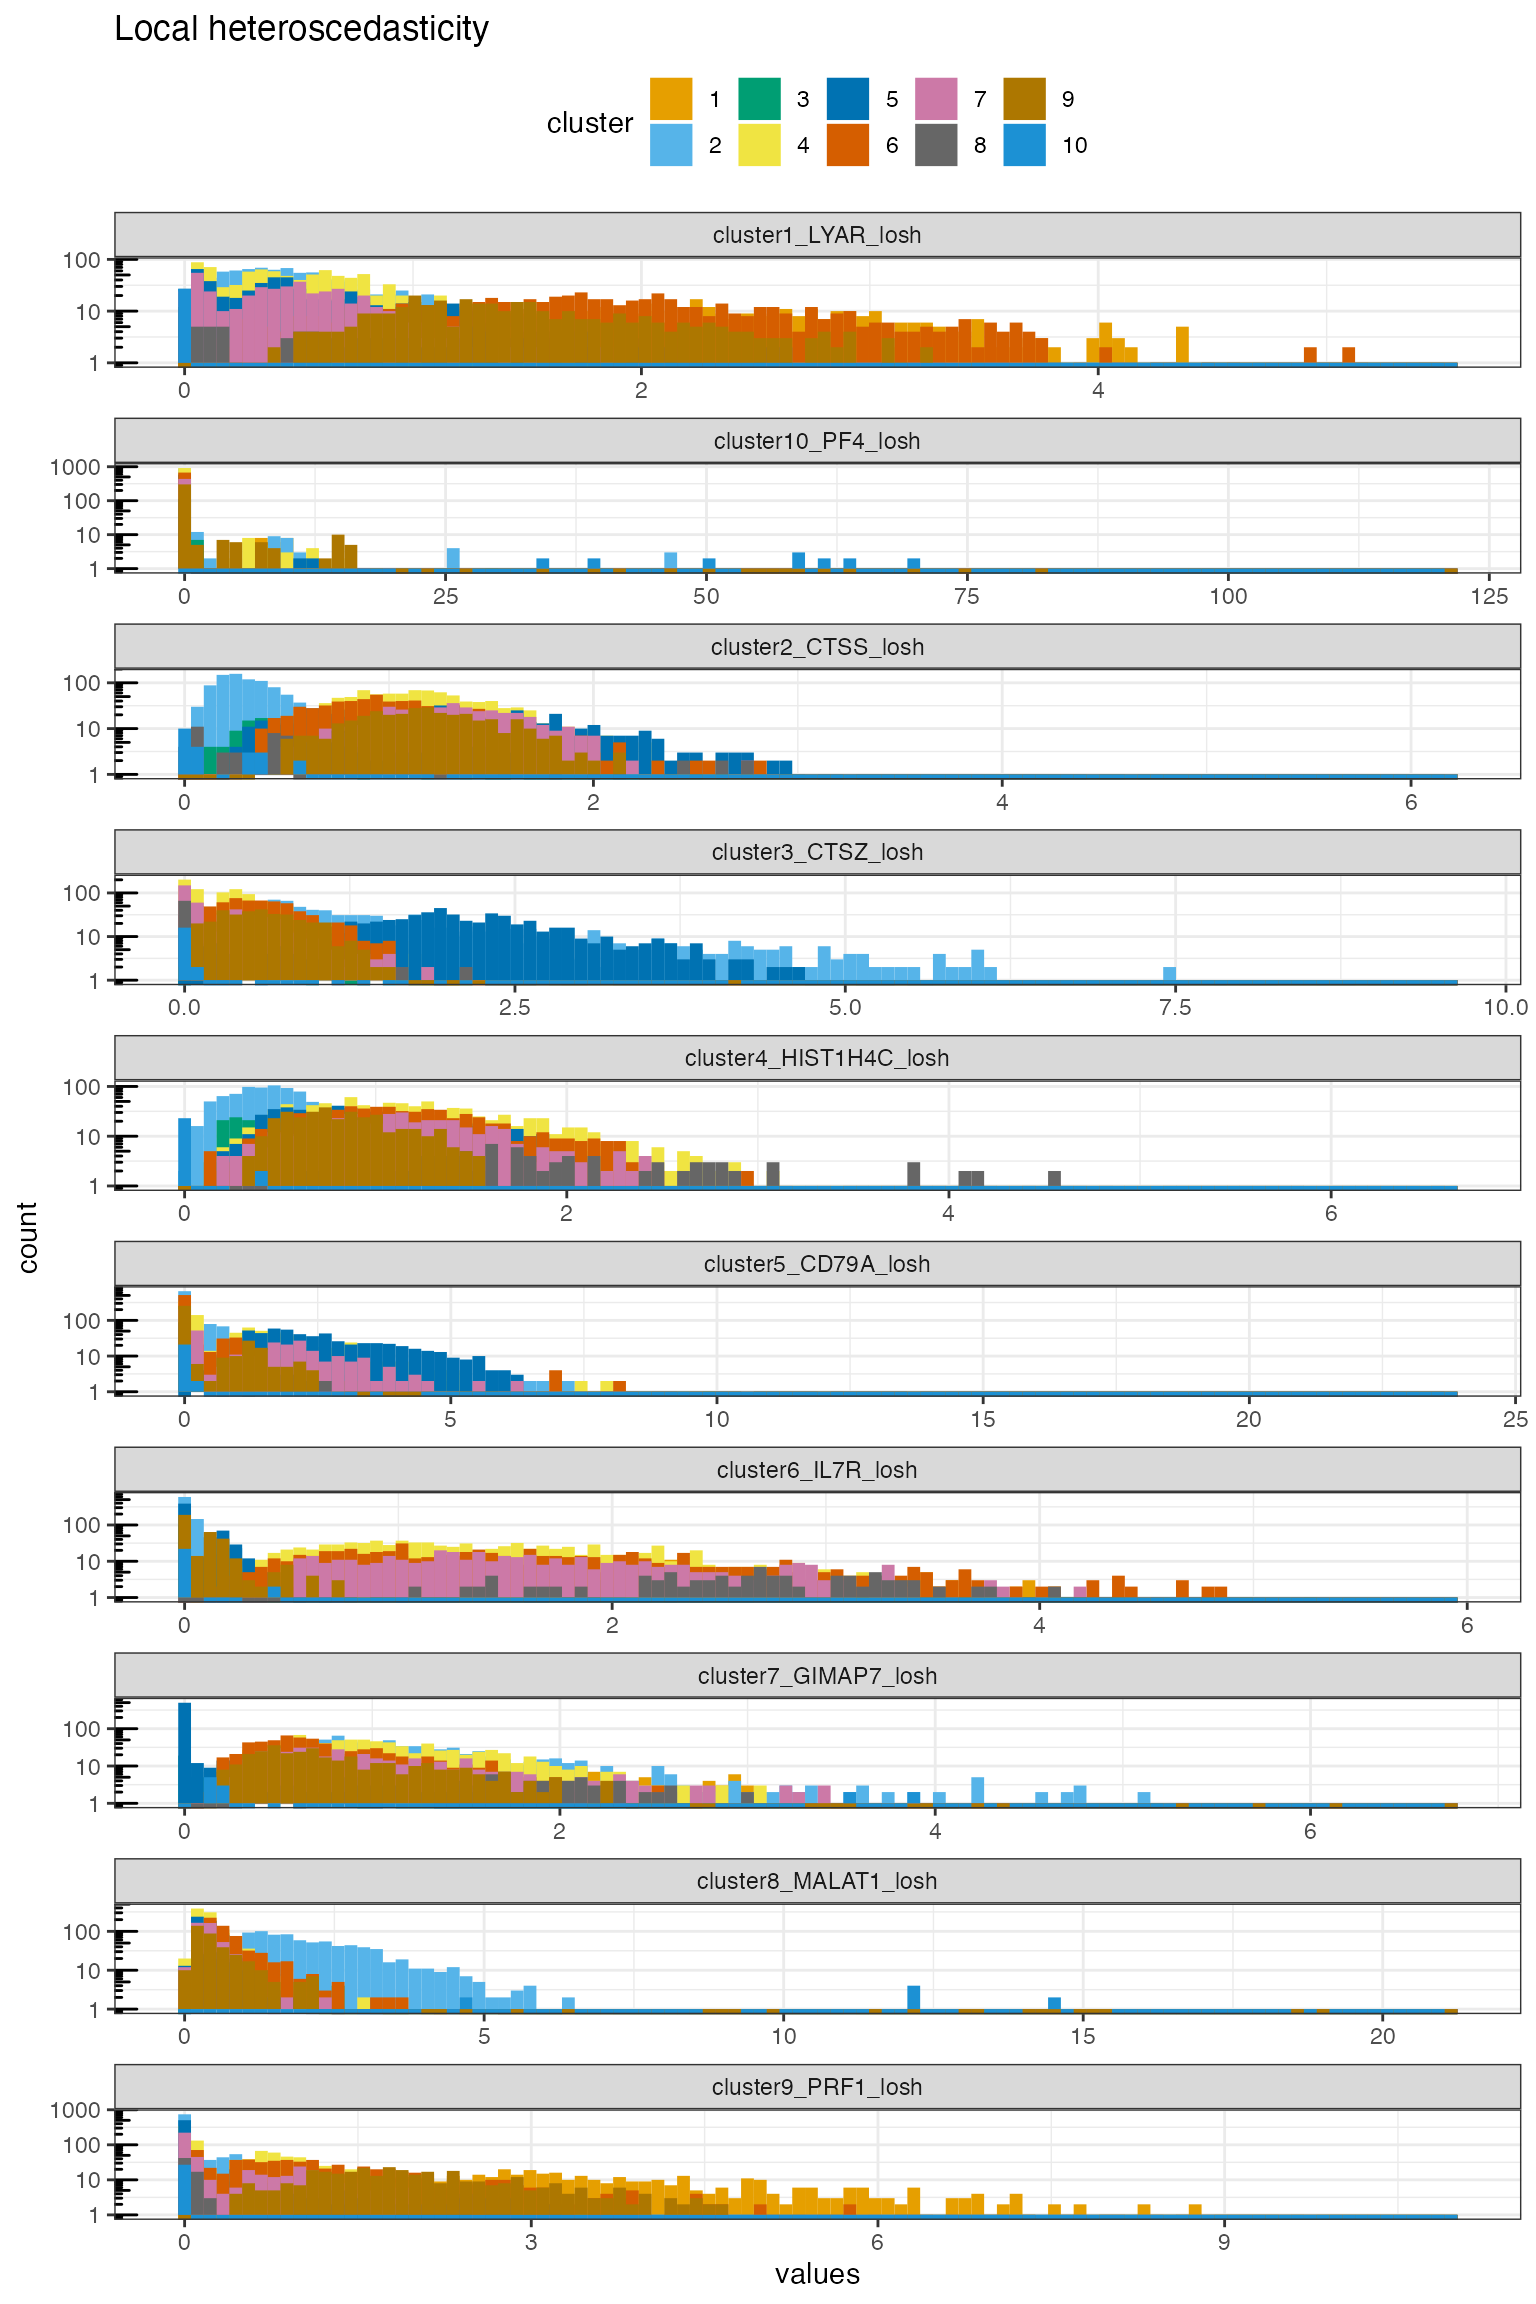 Local heteroscedasticity
cluster
1 3 5 7 9
2 4 6 8 10
cluster1_LYAR_losh
100
10
1
0 2 4
cluster10_PF4_losh
1000
100
10
1
0 25 50 75 100 125
cluster2_CTSS_losh
100
10
1
0 2 4 6
cluster3_CTSZ_losh
100
10
1
0.0 2.5 5.0 7.5 10.0
cluster4_HIST1H4C_losh
100
10
1
0 2 4 6
count
cluster5_CD79A_losh
100
10
1
0 5 10 15 20 25
cluster6_IL7R_losh
100
10
1
0 2 4 6
cluster7_GIMAP7_losh
100
10
1
0 2 4 6
cluster8_MALAT1_losh
100
10
1
0 5 10 15 20
cluster9_PRF1_losh
1000
100
10
1
0 3 6 9
values